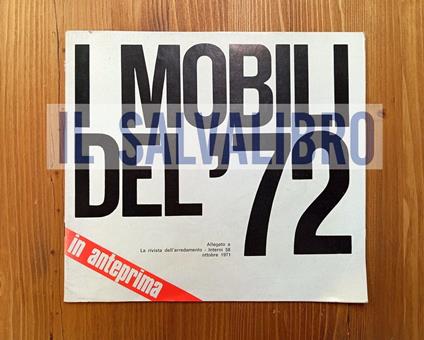 I MOBILI
IL SALVALIBRO
DEL '72
Allegato a
La rivista dell'arredamento - Interni 58
ottobre 1971
in anteprima